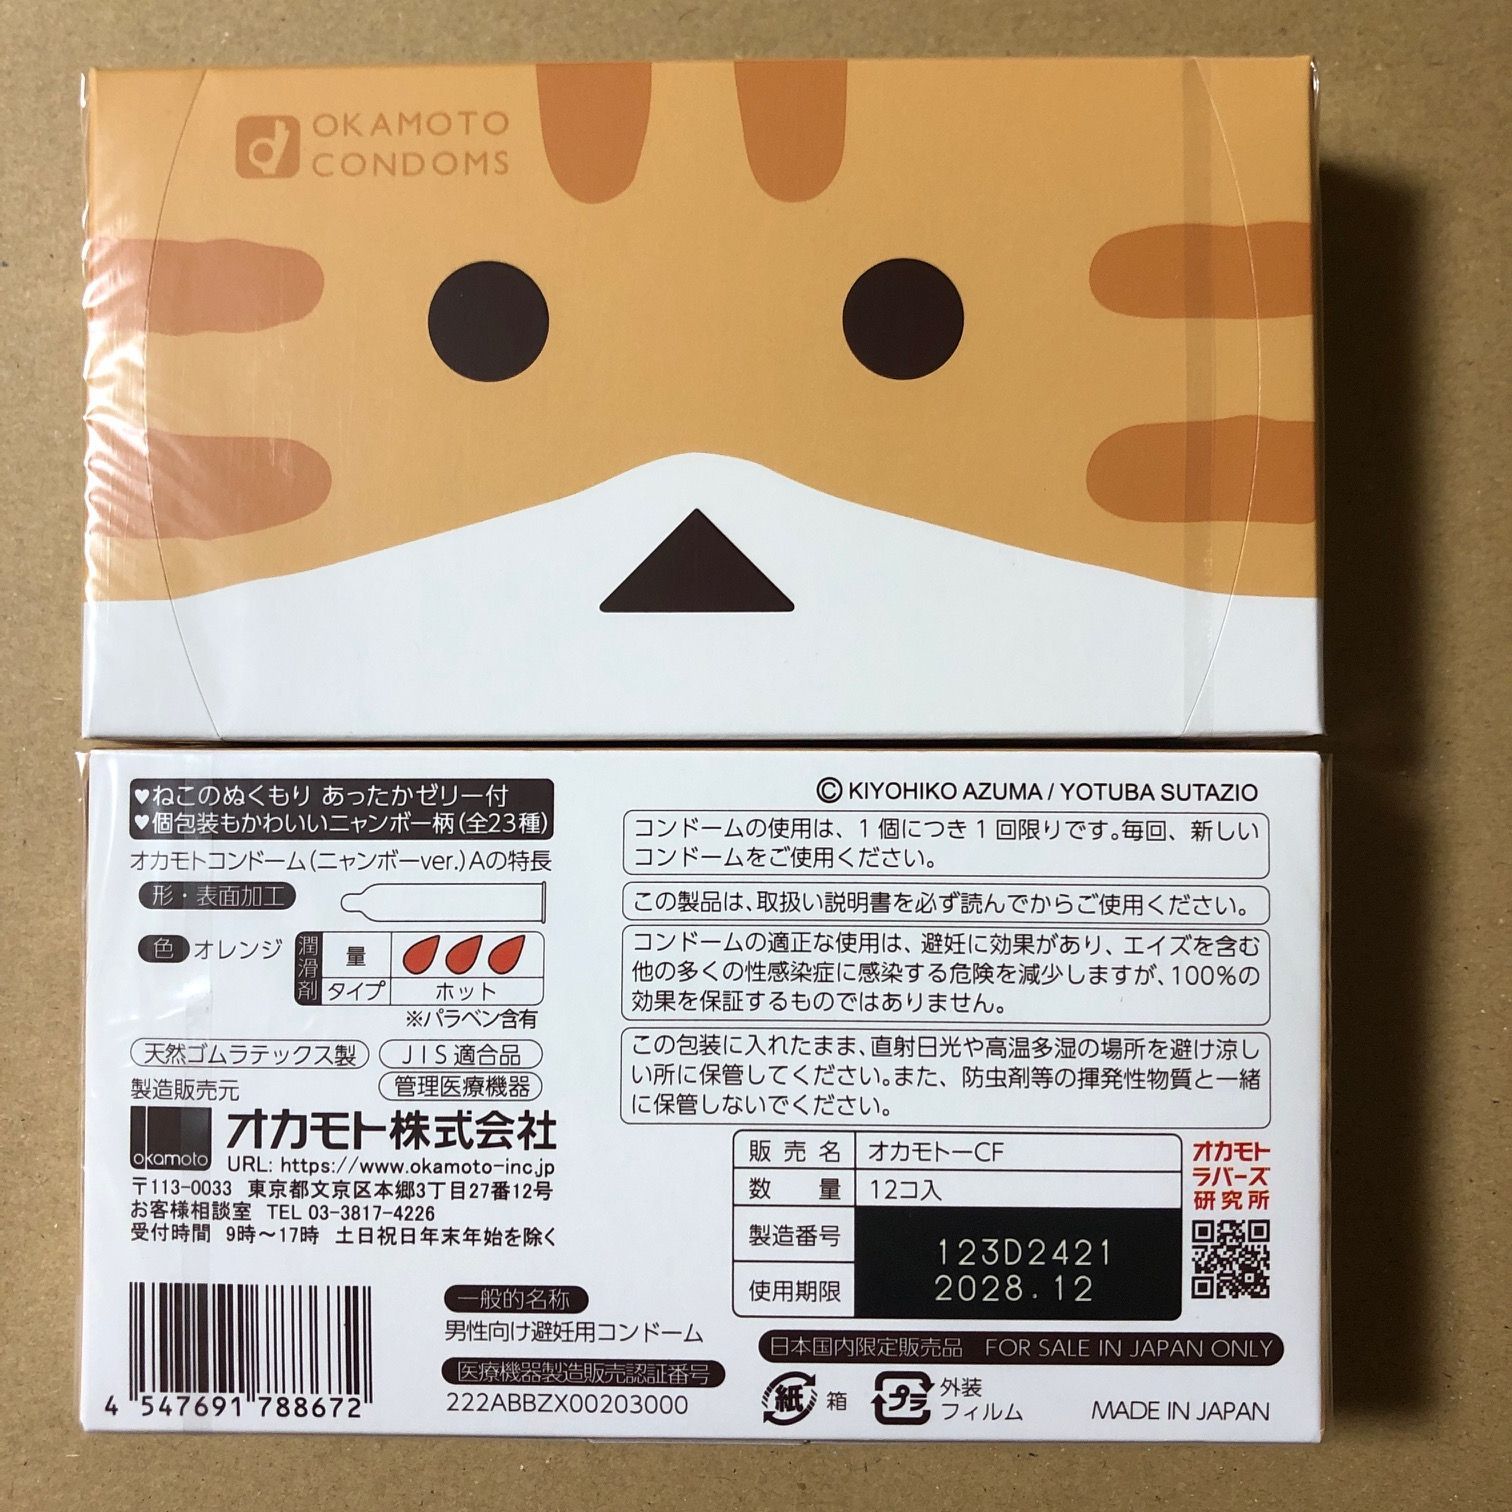 OKAMOTO
CONDOMS
♥ねこのぬくもり あったかゼリー付
♥個包装もかわいいニャンボー柄(全23種)
オカモトコンドーム(ニャンボーver.)Aの特長
形・表面加工
色 オレンジ
潤滑剤
量
タイプ ホット
※パラベン含有
天然ゴムラテックス製 JIS適合品
製造販売元 管理医療機器
okamoto
オカモト株式会社
URL: https://www.okamoto-inc.jp
〒113-0033 東京都文京区本郷3丁目27番12号
お客様相談室 TEL 03-3817-4226
受付時間 9時〜17時 土日祝日年末年始を除く
4 547691 788672
一般的名称
男性向け避妊用コンドーム
医療機器製造販売認証番号
222ABBZX00203000
©KIYOHIKO AZUMA / YOTUBA SUTAZIO
コンドームの使用は、1個につき1回限りです。毎回、新しい
コンドームをご使用ください。
この製品は、取扱い説明書を必ず読んでからご使用ください。
コンドームの適正な使用は、避妊に効果があり、エイズを含む
他の多くの性感染症に感染する危険を減少しますが、100%の
効果を保証するものではありません。
この包装に入れたまま、直射日光や高温多湿の場所を避け涼し
い所に保管してください。また、防虫剤等の揮発性物質と一緒
に保管しないでください。
販売名 オカモトーCF
数量 12コ入
製造番号 123D2421
使用期限 2028.12
オカモト
ラバーズ
研究所
日本国内限定販売品 FOR SALE IN JAPAN ONLY
紙 箱 プラ 外装
フィルム
MADE IN JAPAN